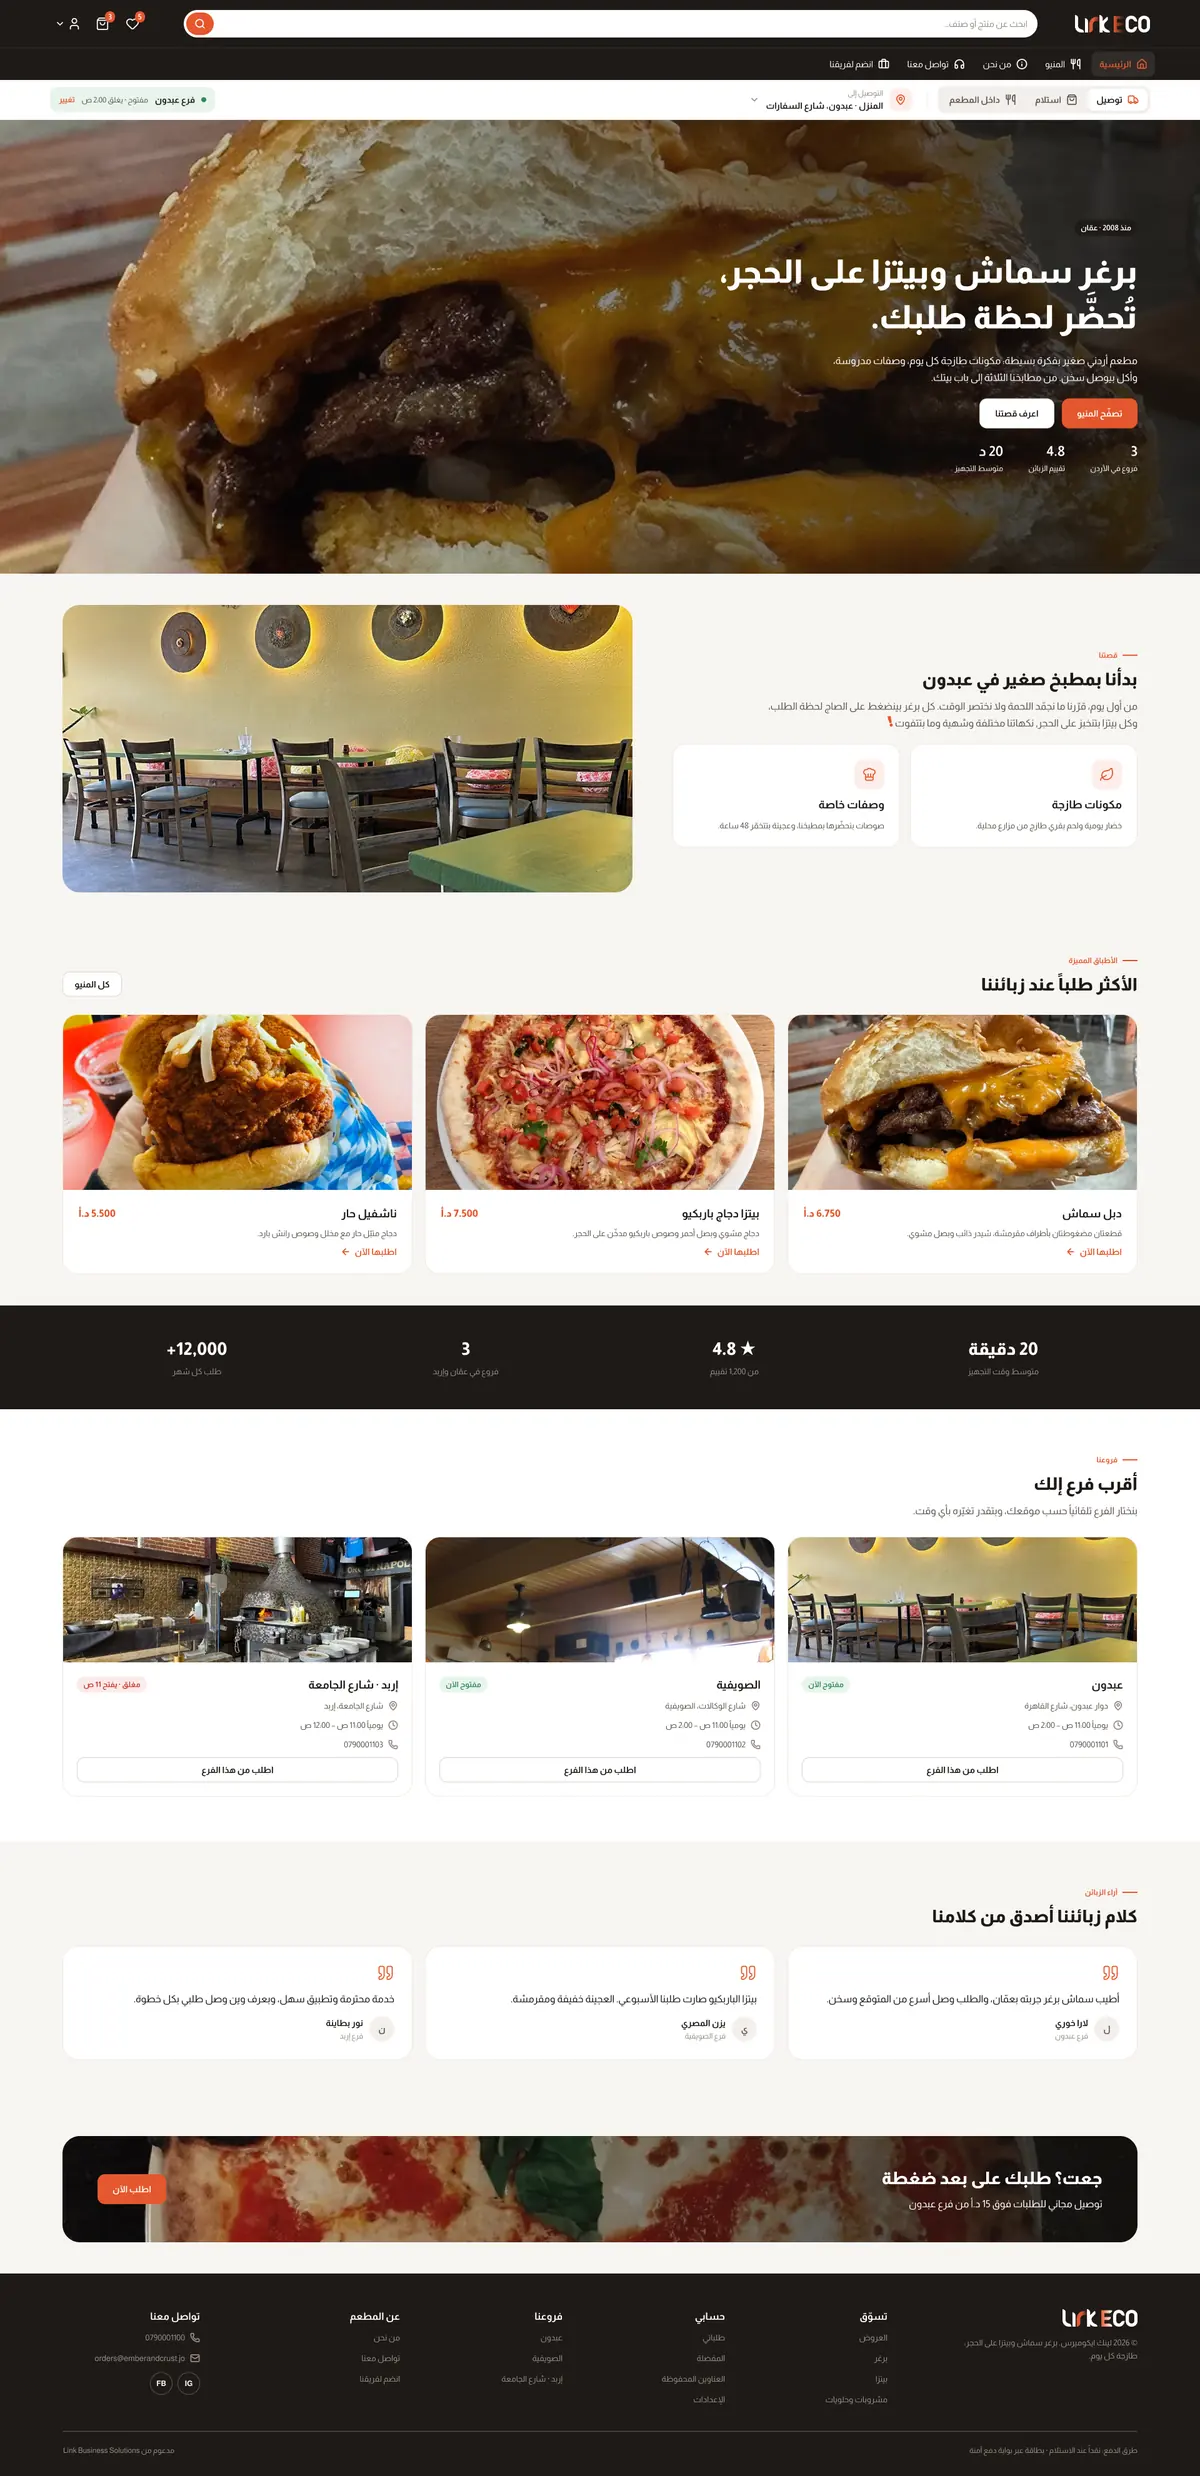 LirkECO
ابحث عن منتج أو صنف...
3
5
الرئيسية
المنيو
من نحن
تواصل معنا
انضم لفريقنا
توصيل
استلام
داخل المطعم
التوصيل إلى
المنزل · عبدون، شارع السفارات
فرع عبدون
مفتوح · يغلق 2:00 ص
تغيير
منذ 2008 · عمّان
برغر سماش وبيتزا على الحجر،
تُحضَّر لحظة طلبك.
مطعم أردني صغير بفكرة بسيطة: مكونات طازجة كل يوم، وصفات مدروسة،
وأكل بيوصل سخن. من مطابخنا الثلاثة إلى باب بيتك.
تصفّح المنيو
اعرف قصتنا
3
فروع في الأردن
4.8
تقييم الزبائن
20 د
متوسط التجهيز
قصتنا
بدأنا بمطبخ صغير في عبدون
من أول يوم، قرّرنا ما نجمّد اللحمة ولا نختصر الوقت. كل برغر بينضغط على الصاج لحظة الطلب،
وكل بيتزا بتنخبز على الحجر. نكهاتنا مختلفة وشهية وما بتتفوت❗
مكونات طازجة
خضار يومية ولحم بقري طازج من مزارع محلية.
وصفات خاصة
صوصات بنحضّرها بمطبخنا، وعجينة بتتخمّر 48 ساعة.
الأطباق المميزة
الأكثر طلباً عند زبائننا
كل المنيو
دبل سماش
6.750 د.أ
قطعتان مضغوطتان بأطراف مقرمشة، شيدر ذائب وبصل مشوي.
اطلبها الآن
بيتزا دجاج باربكيو
7.500 د.أ
دجاج مشوي وبصل أحمر وصوص باربكيو مدخّن على الحجر.
اطلبها الآن
ناشفيل حار
5.500 د.أ
دجاج متبّل حار مع مخلل وصوص رانش بارد.
اطلبها الآن
20 دقيقة
متوسط وقت التجهيز
★ 4.8
من 1,200 تقييم
3
فروع في عمّان وإربد
12,000+
طلب كل شهر
فروعنا
أقرب فرع إلك
بنختار الفرع تلقائياً حسب موقعك، وبتقدر تغيّره بأي وقت.
عبدون
مفتوح الآن
دوار عبدون، شارع القاهرة
يومياً 11:00 ص – 2:00 ص
0790001101
اطلب من هذا الفرع
الصويفية
مفتوح الآن
شارع الوكالات، الصويفية
يومياً 11:00 ص – 2:00 ص
0790001102
اطلب من هذا الفرع
إربد · شارع الجامعة
مغلق · يفتح 11 ص
شارع الجامعة، إربد
يومياً 11:00 ص – 12:00 ص
0790001103
اطلب من هذا الفرع
آراء الزبائن
كلام زبائننا أصدق من كلامنا
أطيب سماش برغر جربته بعمّان، والطلب وصل أسرع من المتوقع وسخن.
ل
لارا خوري
فرع عبدون
بيتزا الباربكيو صارت طلبنا الأسبوعي. العجينة خفيفة ومقرمشة.
ي
يزن المصري
فرع الصويفية
خدمة محترمة وتطبيق سهل، وبعرف وين وصل طلبي بكل خطوة.
ن
نور بطاينة
فرع إربد
جعت؟ طلبك على بعد ضغطة
توصيل مجاني للطلبات فوق 15 د.أ من فرع عبدون
اطلب الآن
LirkECO
© 2026 لينك ايكوميرس. برغر سماش وبيتزا على الحجر،
طازجة كل يوم.
تسوّق
العروض
برغر
بيتزا
مشروبات وحلويات
حسابي
طلباتي
المفضلة
العناوين المحفوظة
الإعدادات
فروعنا
عبدون
الصويفية
إربد · شارع الجامعة
عن المطعم
من نحن
تواصل معنا
انضم لفريقنا
تواصل معنا
0790001100
orders@emberandcrust.jo
IG
FB
طرق الدفع: نقداً عند الاستلام · بطاقة عبر بوابة دفع آمنة
مدعوم من Link Business Solutions